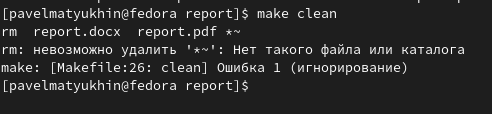 [pavelmatyukhin@fedora report]$ make clean
rm  report.docx  report.pdf *~
rm: невозможно удалить '*~': Нет такого файла или каталога
make: [Makefile:26: clean] Ошибка 1 (игнорирование)
[pavelmatyukhin@fedora report]$